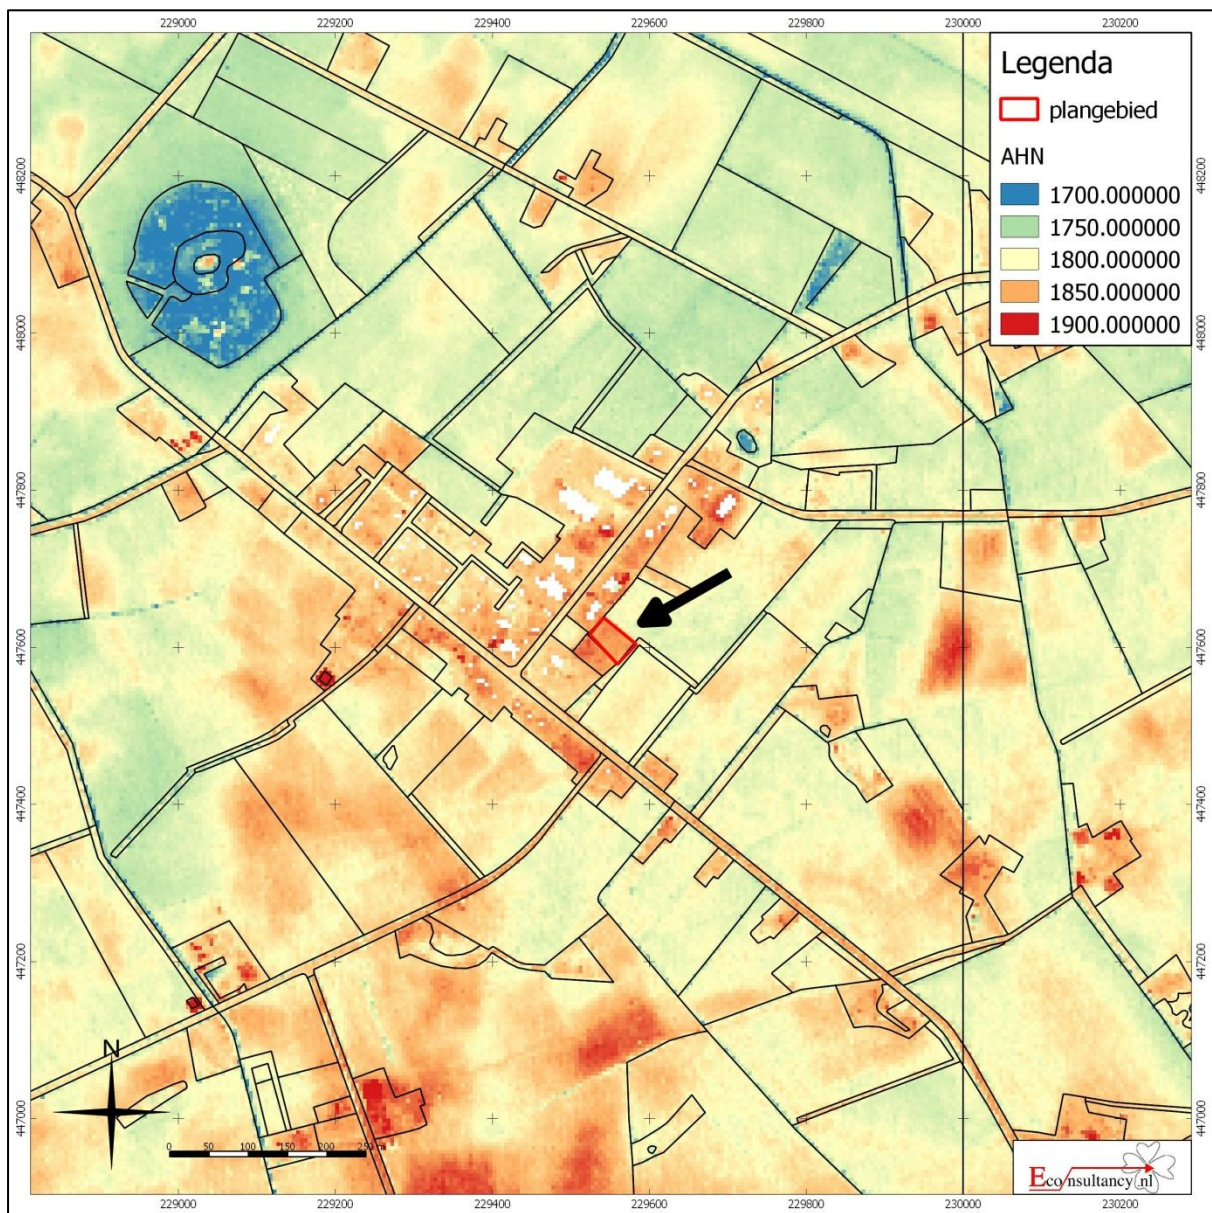 229000 229200 229400 229600 229800 230000 230200
Legenda
plangebied
AHN
1700.000000
1750.000000
1800.000000
1850.000000
1900.000000
448200 448200
448000 448000
447800 447800
447600 447600
447400 447400
447200 447200
447000 447000
N
0 50 100 150 200 250 m
Econsultancy.nl
229000 229200 229400 229600 229800 230000 230200